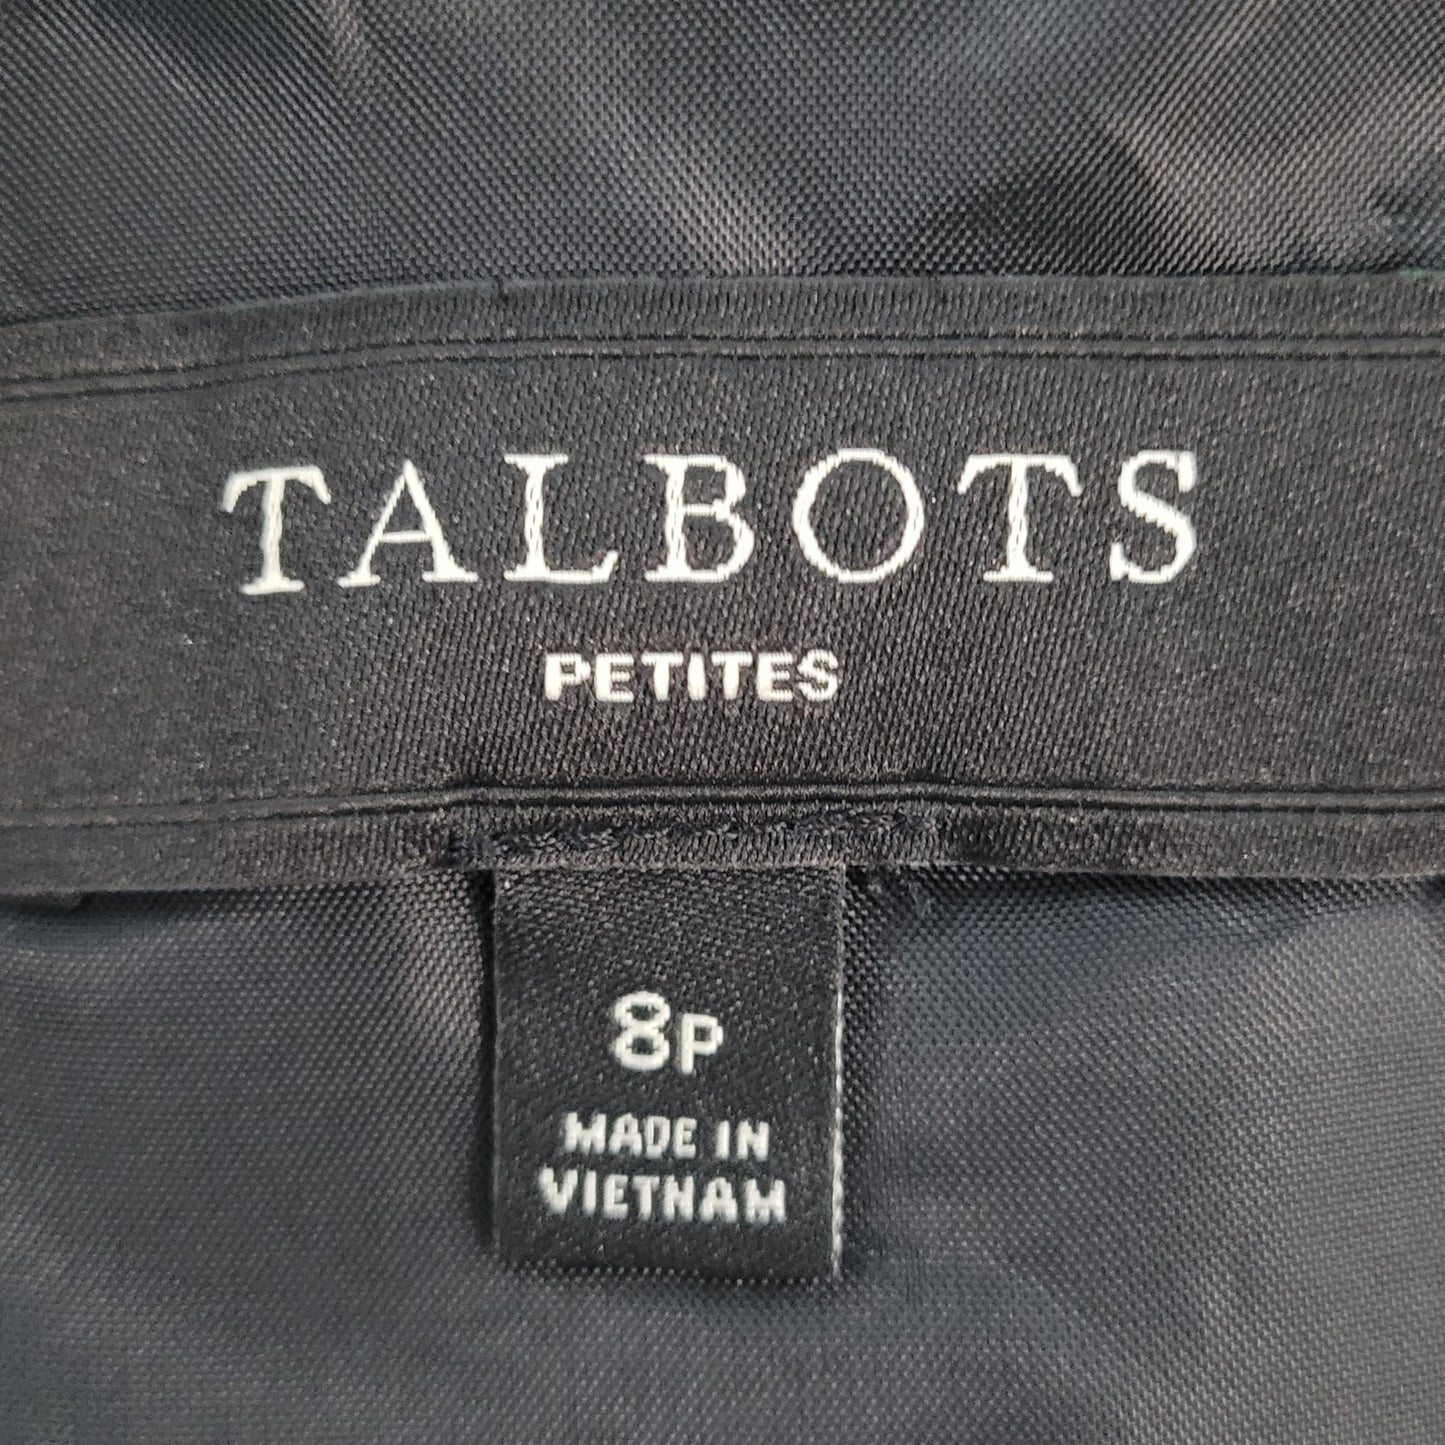 TALBOTS
PETITES
8P
MADE IN
VIETNAM